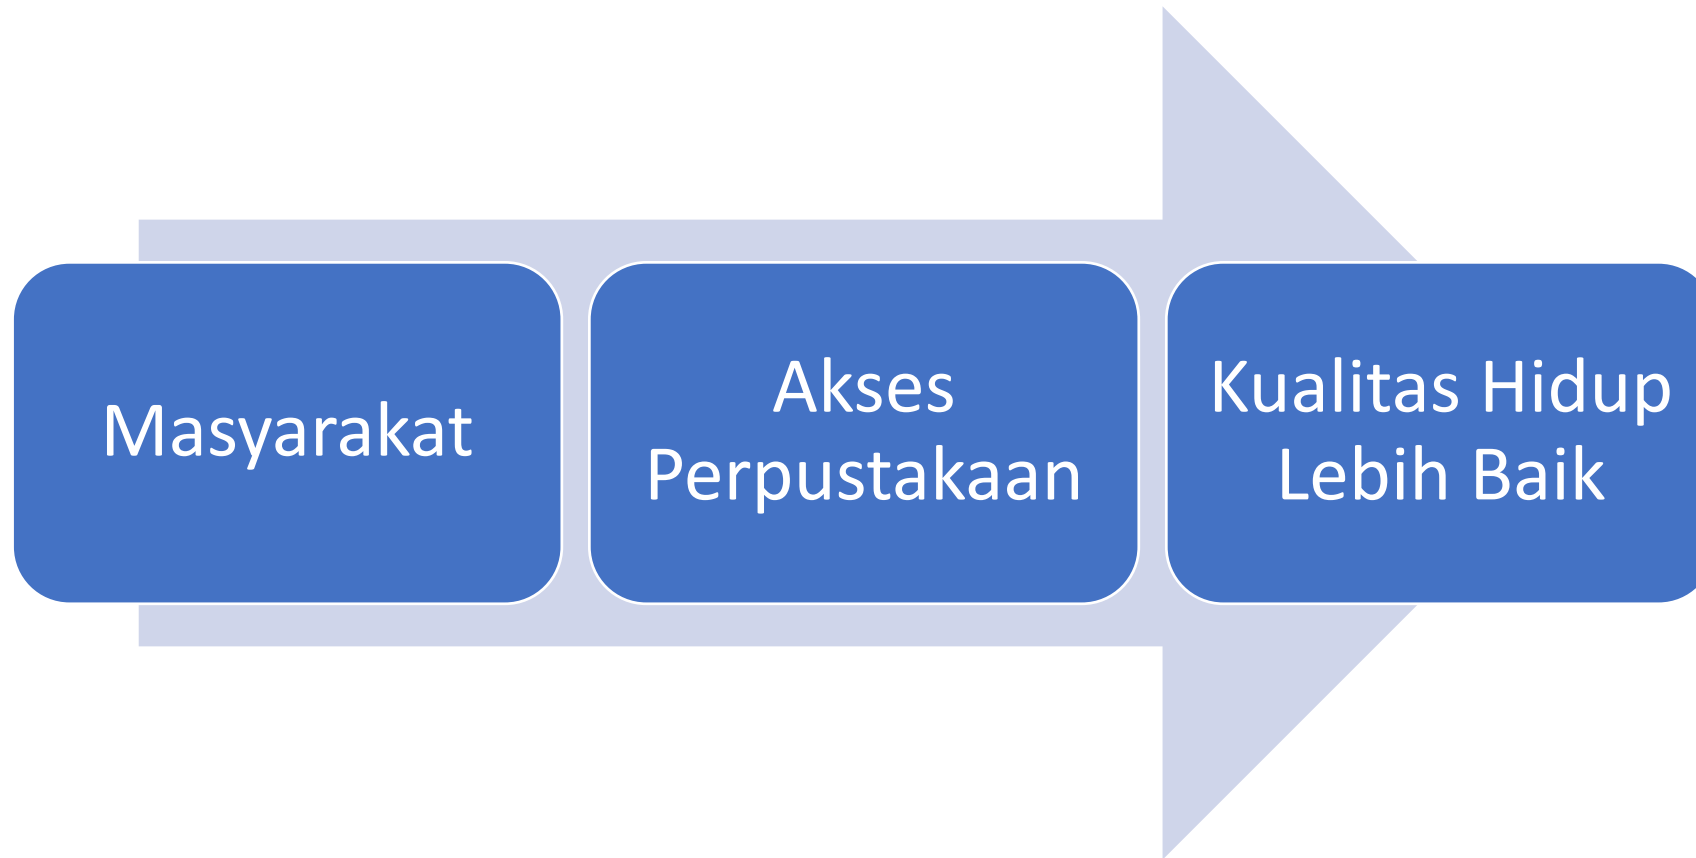 Masyarakat
Akses
Perpustakaan
Kualitas Hidup
Lebih Baik